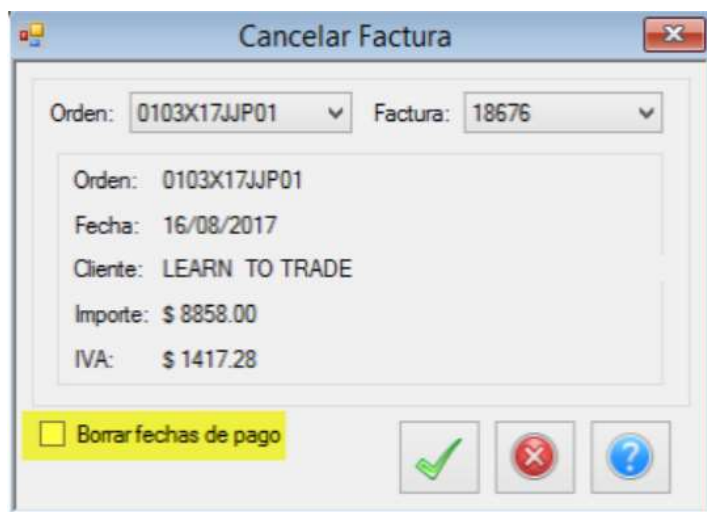 Cancelar Factura
Orden: 0103X17JJP01 Factura: 18676
Orden: 0103X17JJP01
Fecha: 16/08/2017
Cliente: LEARN TO TRADE
Importe: $ 8858.00
IVA: $ 1417.28
Borrar fechas de pago
?